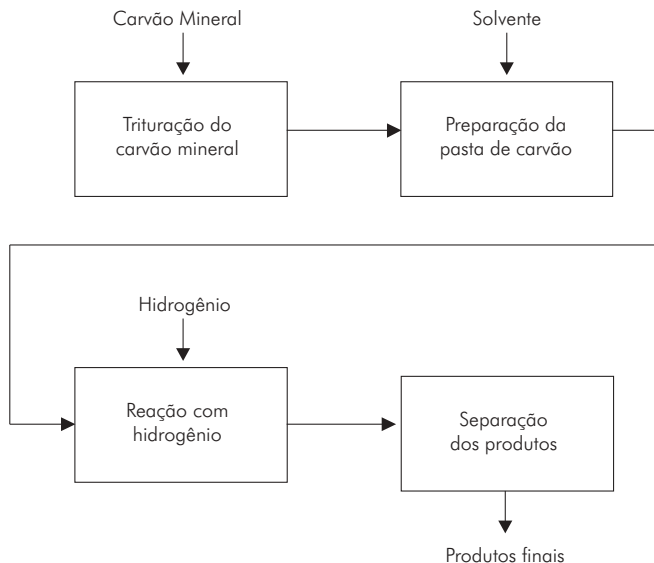 Carvão Mineral
Solvente
Trituração do
carvão mineral
Preparação da
pasta de carvão
Hidrogênio
Reação com
hidrogênio
Separação
dos produtos
Produtos finais